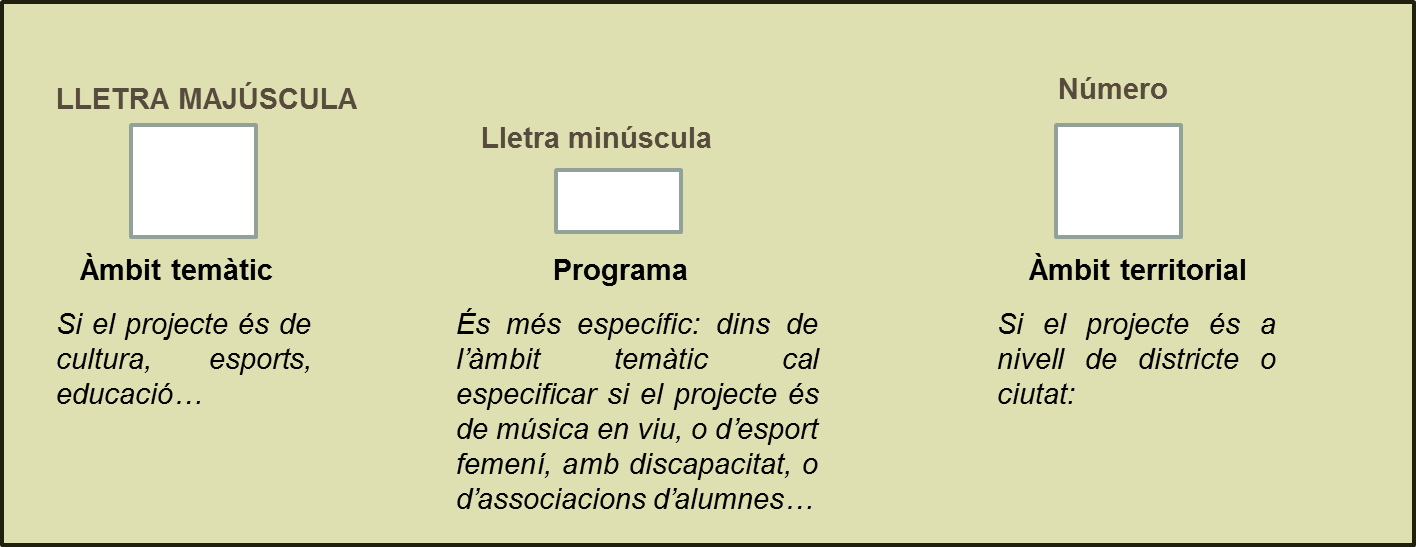 LLETRA MAJÚSCULA
Àmbit temàtic
Si el projecte és de
cultura, esports,
educació…
Lletra minúscula
Programa
És més específic: dins de
l’àmbit temàtic cal
especificar si el projecte és
de música en viu, o d’esport
femení, amb discapacitat, o
d’associacions d’alumnes…
Número
Àmbit territorial
Si el projecte és a
nivell de districte o
ciutat: